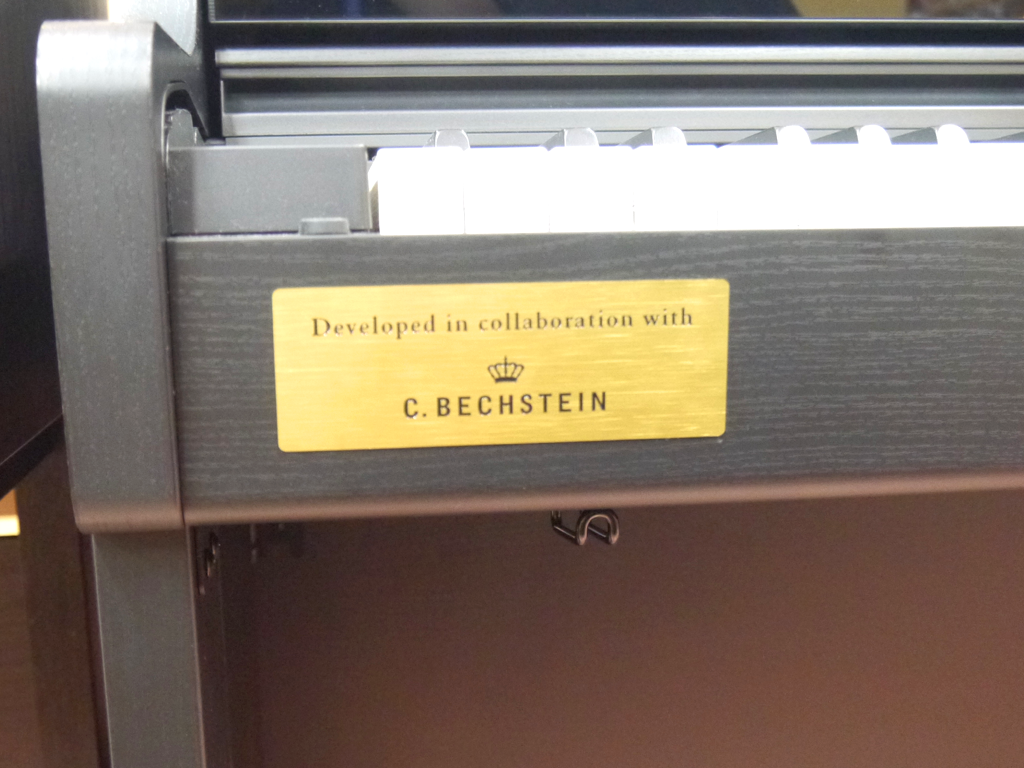 Developed in collaboration with
C. BECHSTEIN